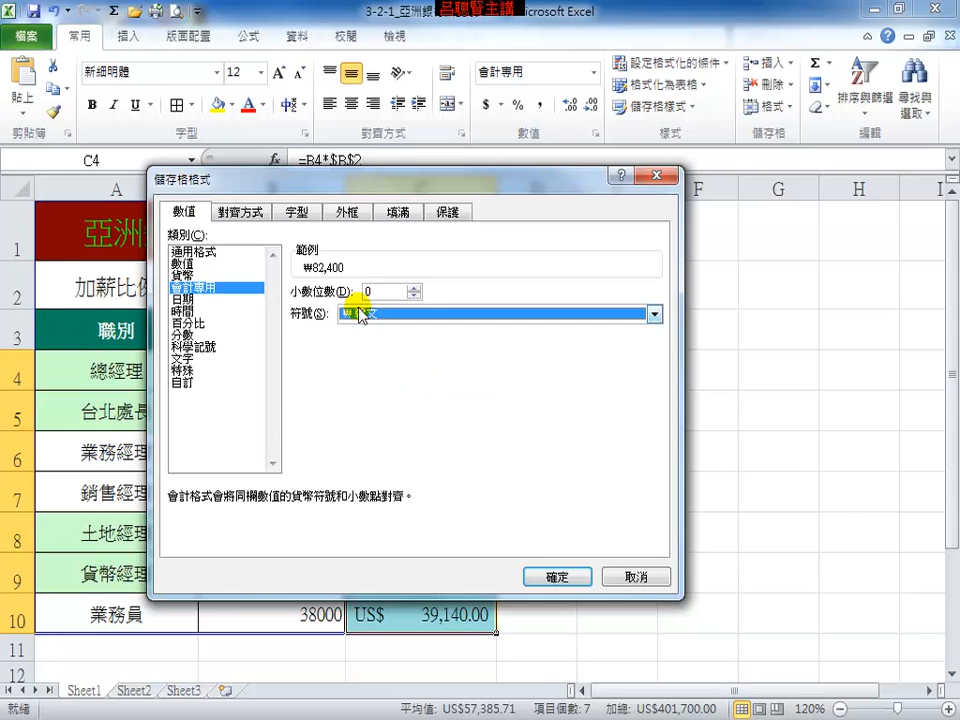 3-2-1_亞洲銀
呂聰賢主講
Microsoft Excel
檔案 常用 插入 版面配置 公式 資料 校閱 檢視
貼上
新細明體 12
B I U
會計專用
$ % ,
設定格式化的條件
格式化為表格
儲存格樣式
插入
刪除
格式
排序與篩選 尋找與選取
剪貼簿 字型 對齊方式 數值 樣式 儲存格 編輯
C4 fx =B4*$B$2
A F G H I
1 亞洲
2 加薪比例
3 職別
4 總經理
5 台北處長
6 業務經理
7 銷售經理
8 土地經理
9 貨幣經理
10 業務員 38000 US$ 39,140.00
11
12
儲存格格式
數值 對齊方式 字型 外框 填滿 保護
類別(C):
通用格式
數值
貨幣
會計專用
日期
時間
百分比
分數
科學記號
文字
特殊
自訂
範例
₩82,400
小數位數(D): 0
符號(S): ₩
會計格式會將同欄數值的貨幣符號和小數點對齊。
確定 取消
Sheet1 Sheet2 Sheet3
就緒 平均值: US$57,385.71 項目個數: 7 加總: US$401,700.00 120%